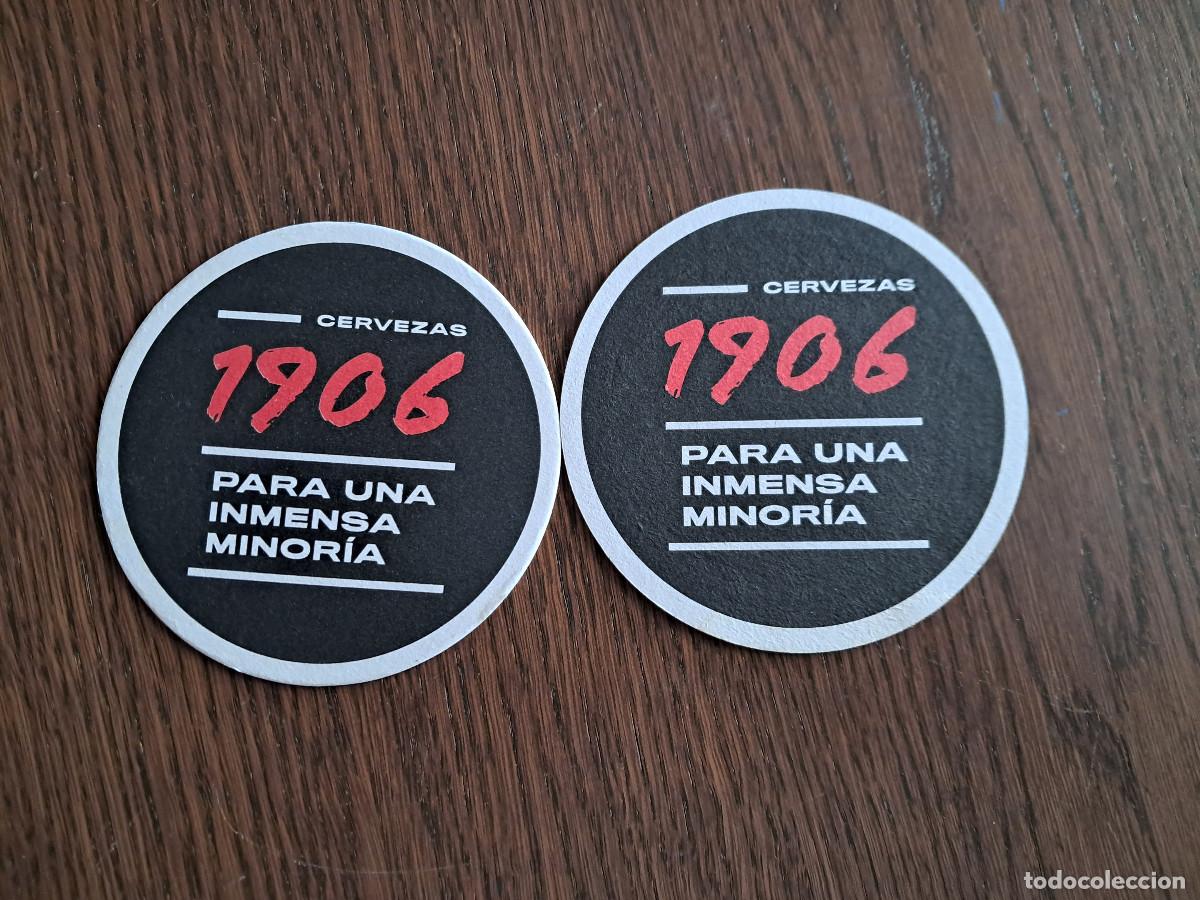 CERVEZAS
1906
PARA UNA
INMENSA
MINORÍA
CERVEZAS
1906
PARA UNA
INMENSA
MINORÍA
todocoleccion